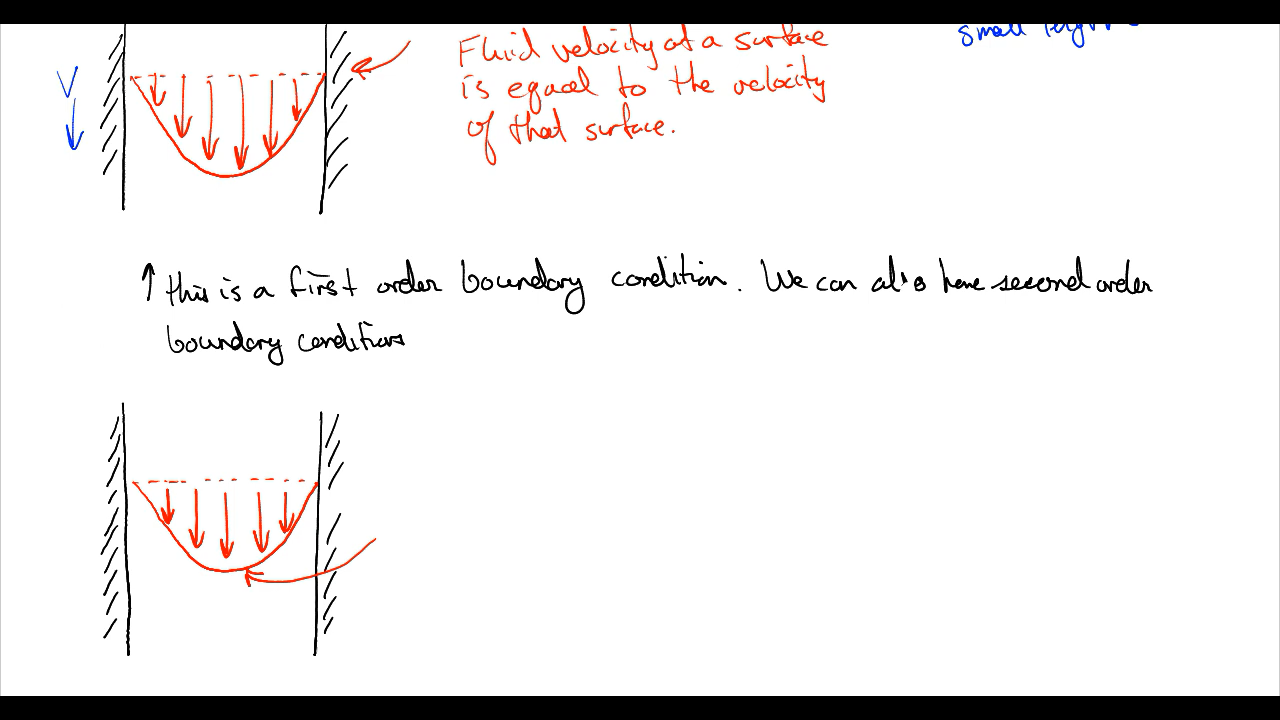 small
Fluid velocity at a surface
V
is equal to the velocity
of that surface.
↑ this is a first order boundary condition. We can also have second order
boundary conditions